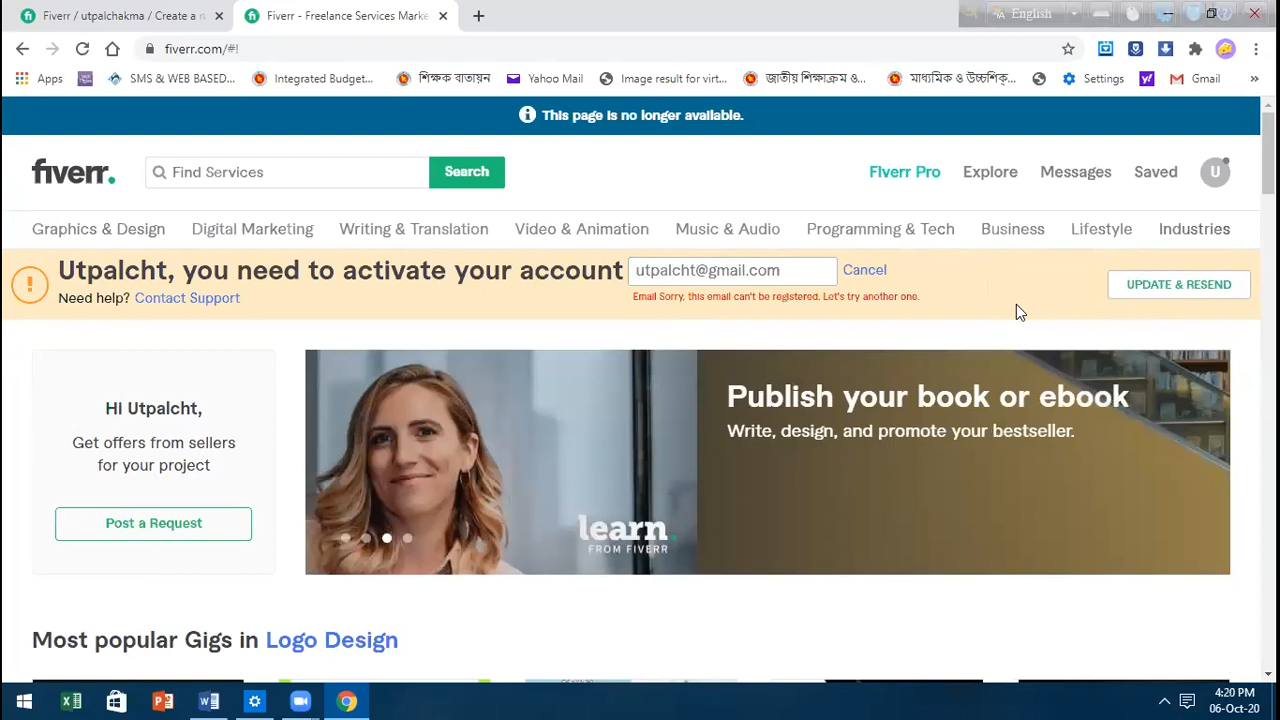 Fiverr / utpalchakma / Create a
Fiverr - Freelance Services Marke
English
fiverr.com/#!
Apps
SMS & WEB BASED...
Integrated Budget...
শিক্ষক বাতায়ন
Yahoo Mail
Image result for virt...
জাতীয় শিক্ষাক্রম ও...
মাধ্যমিক ও উচ্চশিক্...
Settings
Gmail
»
This page is no longer available.
fiverr.
Find Services
Search
Fiverr Pro
Explore
Messages
Saved
U
Graphics & Design
Digital Marketing
Writing & Translation
Video & Animation
Music & Audio
Programming & Tech
Business
Lifestyle
Industries
Utpalcht, you need to activate your account
utpalcht@gmail.com
Cancel
Need help? Contact Support
Email Sorry, this email can't be registered. Let's try another one.
UPDATE & RESEND
Hi Utpalcht,
Get offers from sellers
for your project
Post a Request
learn.
FROM FIVERR
Publish your book or ebook
Write, design, and promote your bestseller.
Most popular Gigs in Logo Design
4:20 PM
06-Oct-20